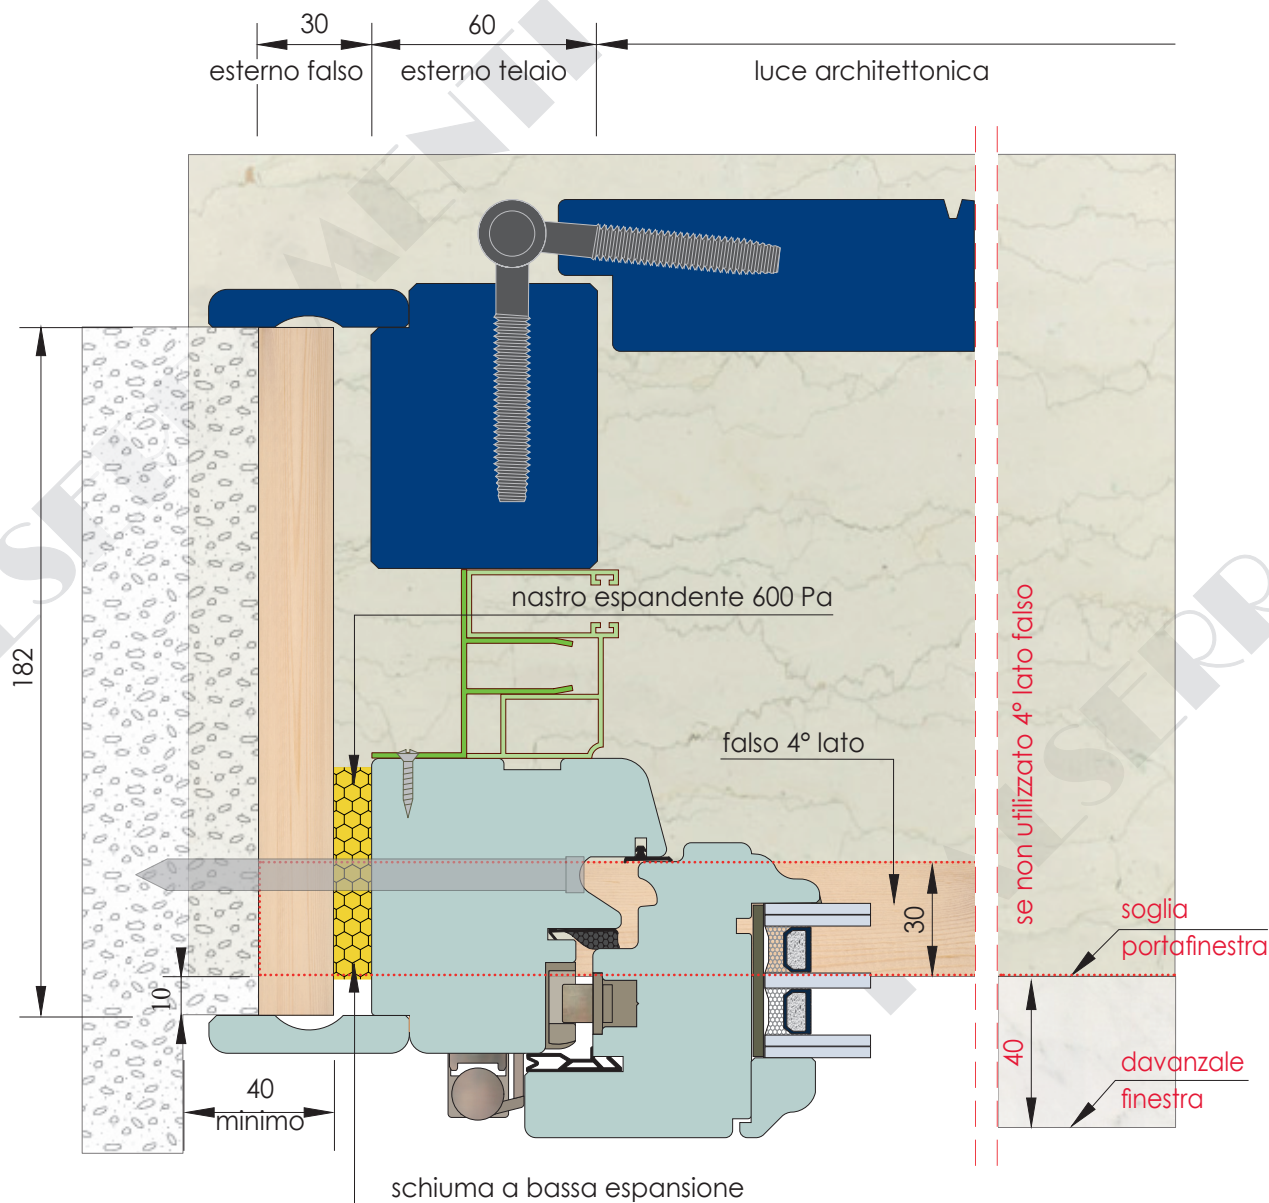 30
60
esterno falso
esterno telaio
luce architettonica
nastro espandente 600 Pa
182
falso 4° lato
se non utilizzato 4° lato falso
30
soglia
portafinestra
10
40
minimo
40
davanzale
finestra
schiuma a bassa espansione